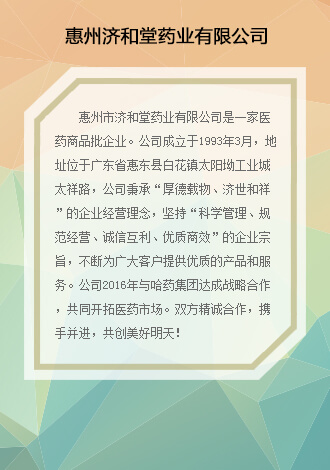 惠州济和堂药业有限公司
惠州市济和堂药业有限公司是一家医
药商品批企业。公司成立于1993年3月，地
址位于广东省惠东县白花镇太阳坳工业城
太祥路，公司秉承“厚德载物、济世和祥
”的企业经营理念，坚持“科学管理、规
范经营、诚信互利、优质商效”的企业宗
旨，不断为广大客户提供优质的产品和服
务。公司2016年与哈药集团达成战略合作
，共同开拓医药市场。双方精诚合作，携
手并进，共创美好明天！